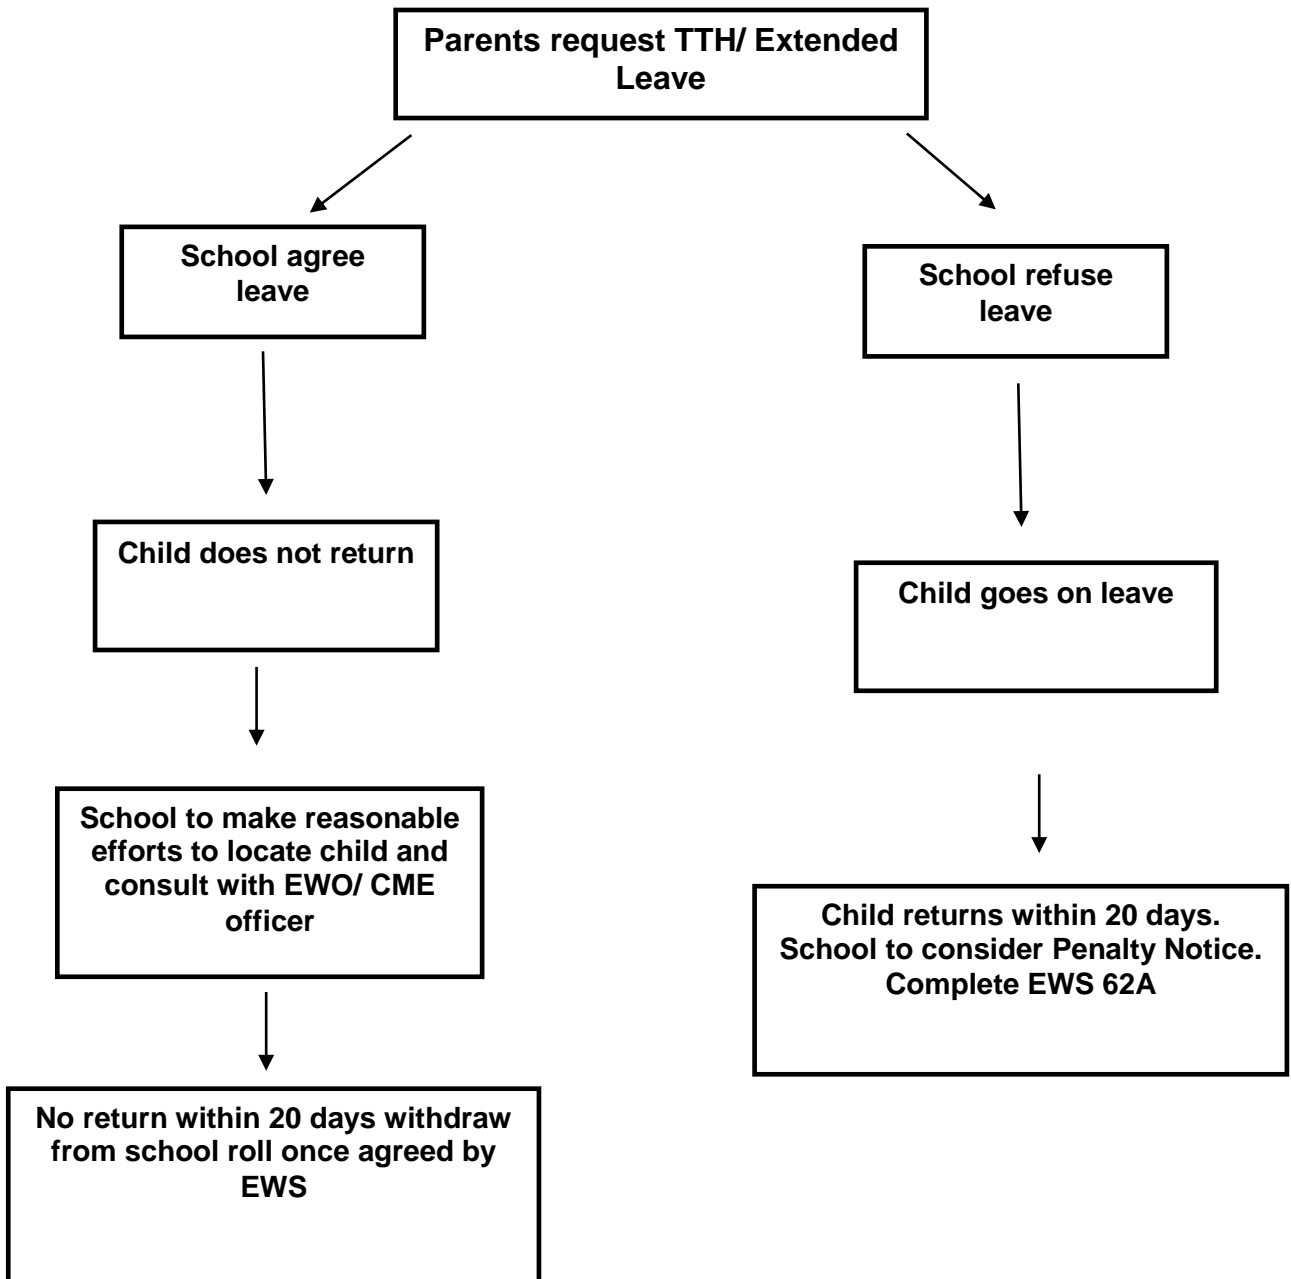 Parents request TTH/ Extended
Leave
School agree
leave
School refuse
leave
Child does not return
Child goes on leave
School to make reasonable
efforts to locate child and
consult with EWO/ CME
officer
Child returns within 20 days.
School to consider Penalty Notice.
Complete EWS 62A
No return within 20 days withdraw
from school roll once agreed by
EWS